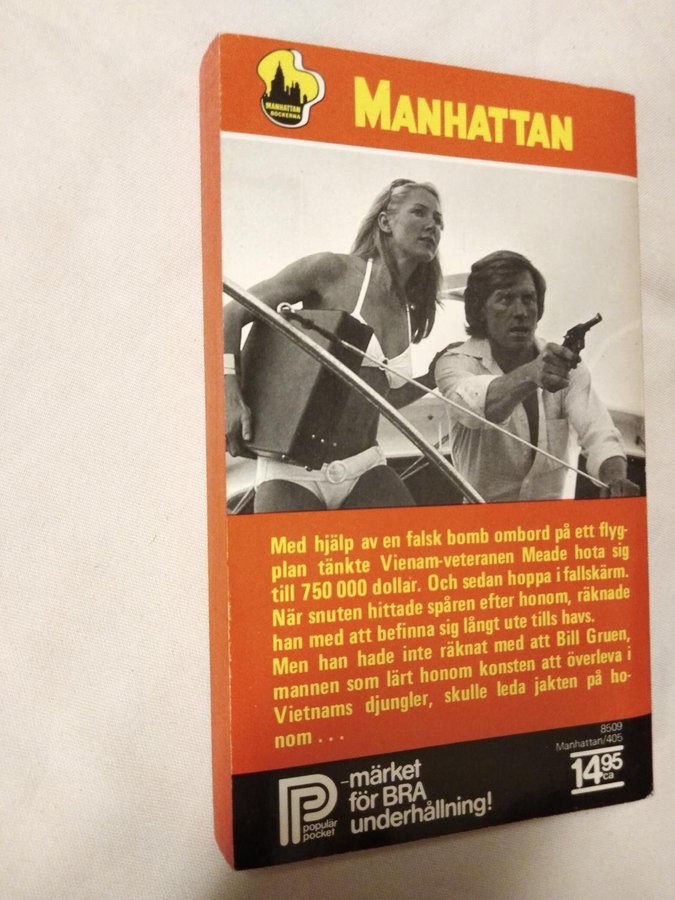 MANHATTAN
BÖCKERNA
MANHATTAN
Med hjälp av en falsk bomb ombord på ett flyg-
plan tänkte Vienam-veteranen Meade hota sig
till 750 000 dollar. Och sedan hoppa i fallskärm.
När snuten hittade spåren efter honom, räknade
han med att befinna sig långt ute tills havs.
Men han hade inte räknat med att Bill Gruen,
mannen som lärt honom konsten att överleva i
Vietnams djungler, skulle leda jakten på ho-
nom . . .
8509
Manhattan/405
14 95
ca
P
populär
pocket
-märket
för BRA
underhållning!